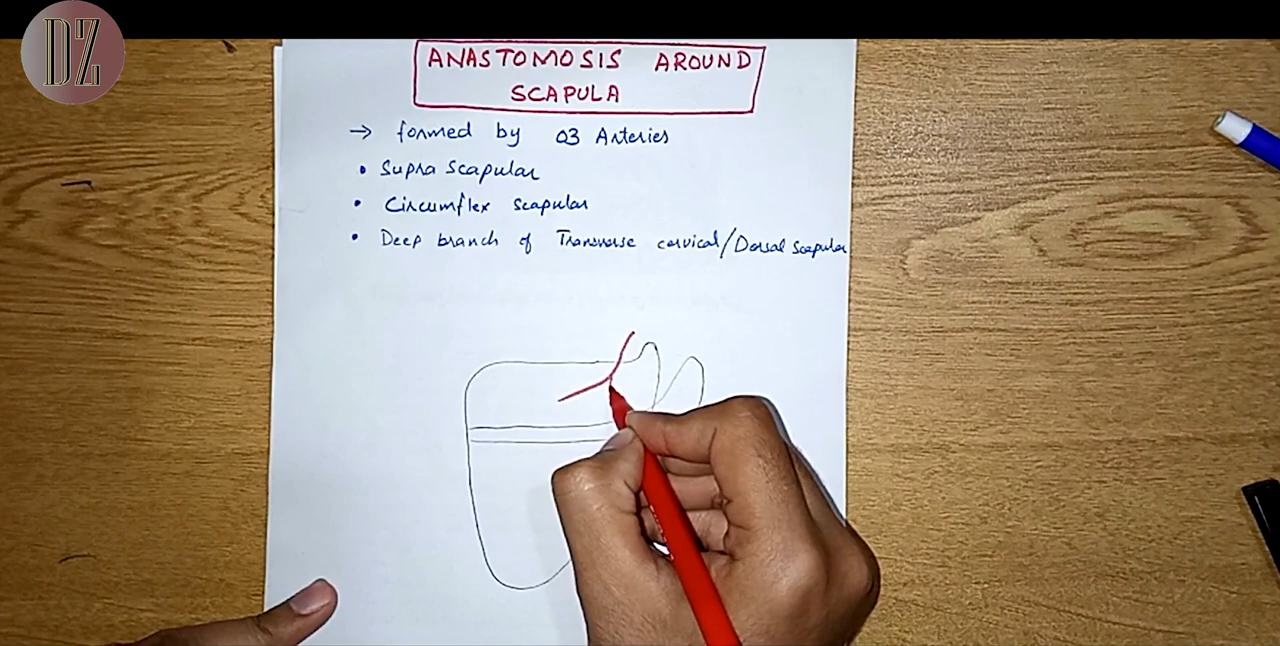 DZ
ANASTOMOSIS AROUND
SCAPULA
→ formed by 03 Arteries
• Supra scapular
• Circumflex scapular
• Deep branch of Transverse cervical/Dorsal scapular